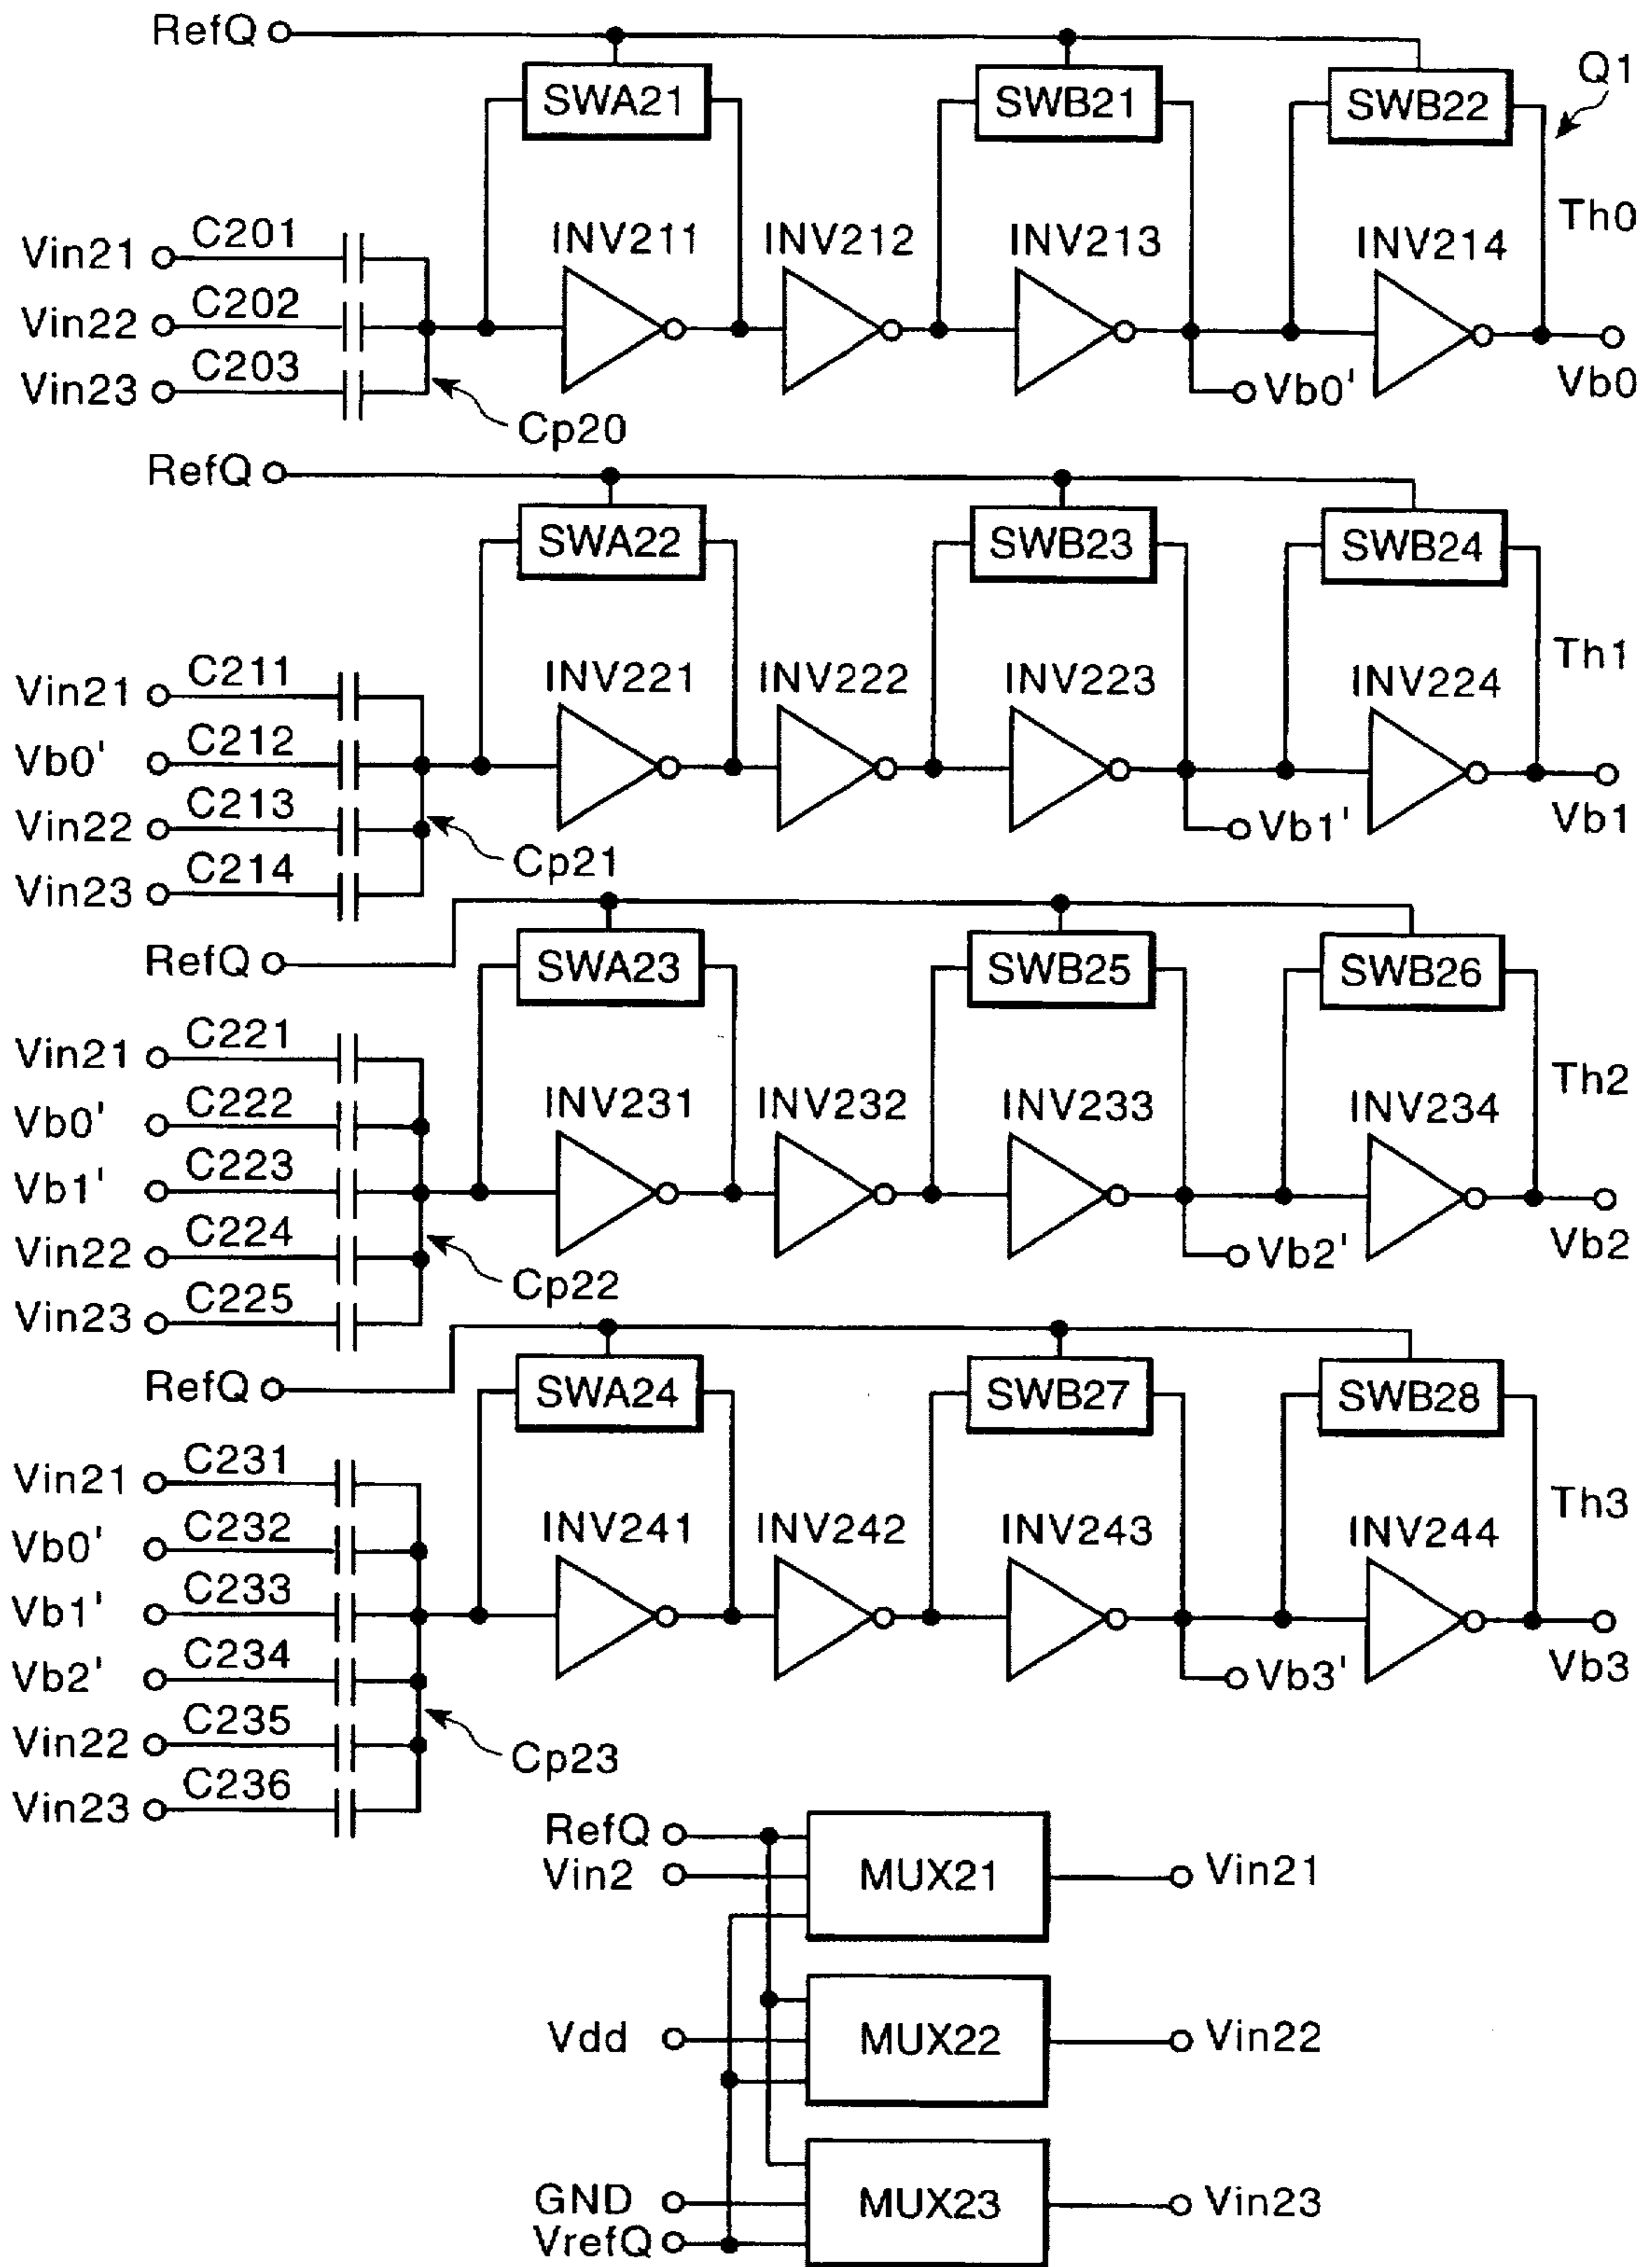 RefQ
SWA21 SWB21 SWB22 Q1
Th0
INV211 INV212 INV213 INV214
Vin21 C201
Vin22 C202
Vin23 C203
Vb0' Vb0
Cp20
RefQ
SWA22 SWB23 SWB24
Th1
INV221 INV222 INV223 INV224
Vin21 C211
Vb0' C212
Vin22 C213
Vb1' Vb1
Vin23 C214
Cp21
RefQ
SWA23 SWB25 SWB26
Th2
INV231 INV232 INV233 INV234
Vin21 C221
Vb0' C222
Vb1' C223
Vin22 C224
Vb2' Vb2
Vin23 C225
Cp22
RefQ
SWA24 SWB27 SWB28
Th3
INV241 INV242 INV243 INV244
Vin21 C231
Vb0' C232
Vb1' C233
Vb2' C234
Vb3' Vb3
Vin22 C235
Cp23
Vin23 C236
RefQ
Vin2 MUX21 Vin21
Vdd MUX22 Vin22
GND MUX23 Vin23
VrefQ